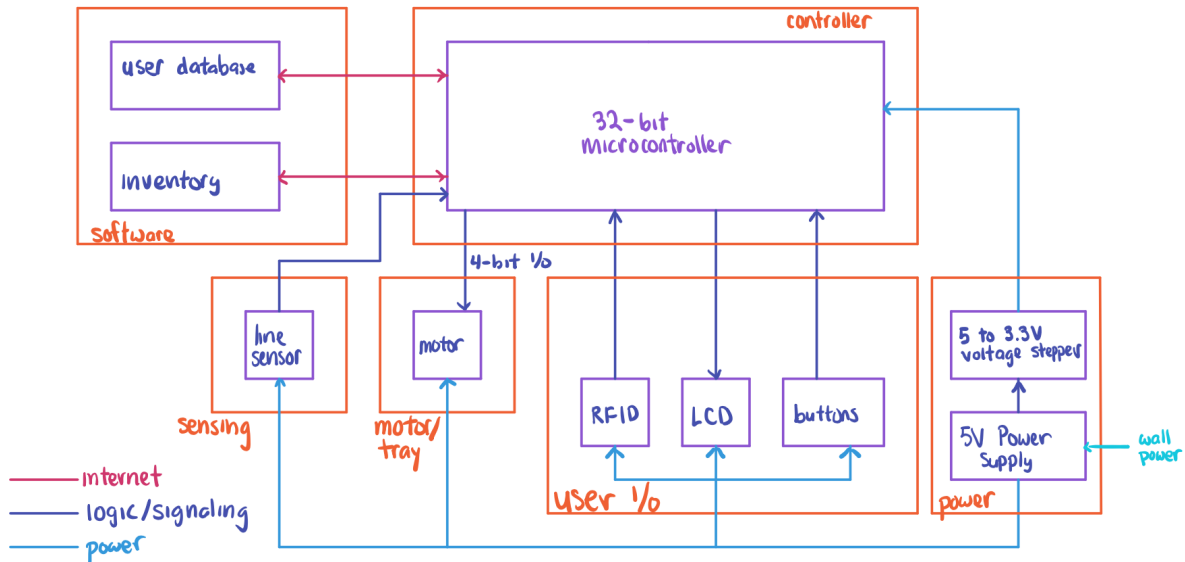 controller
user database
32-bit
microcontroller
inventory
software
4-bit I/o
line
sensor
motor
5 to 3.3V
voltage stepper
RFID
LCD
buttons
sensing
motor/
tray
5V Power
Supply
wall
power
internet
user I/o
power
logic/signaling
power